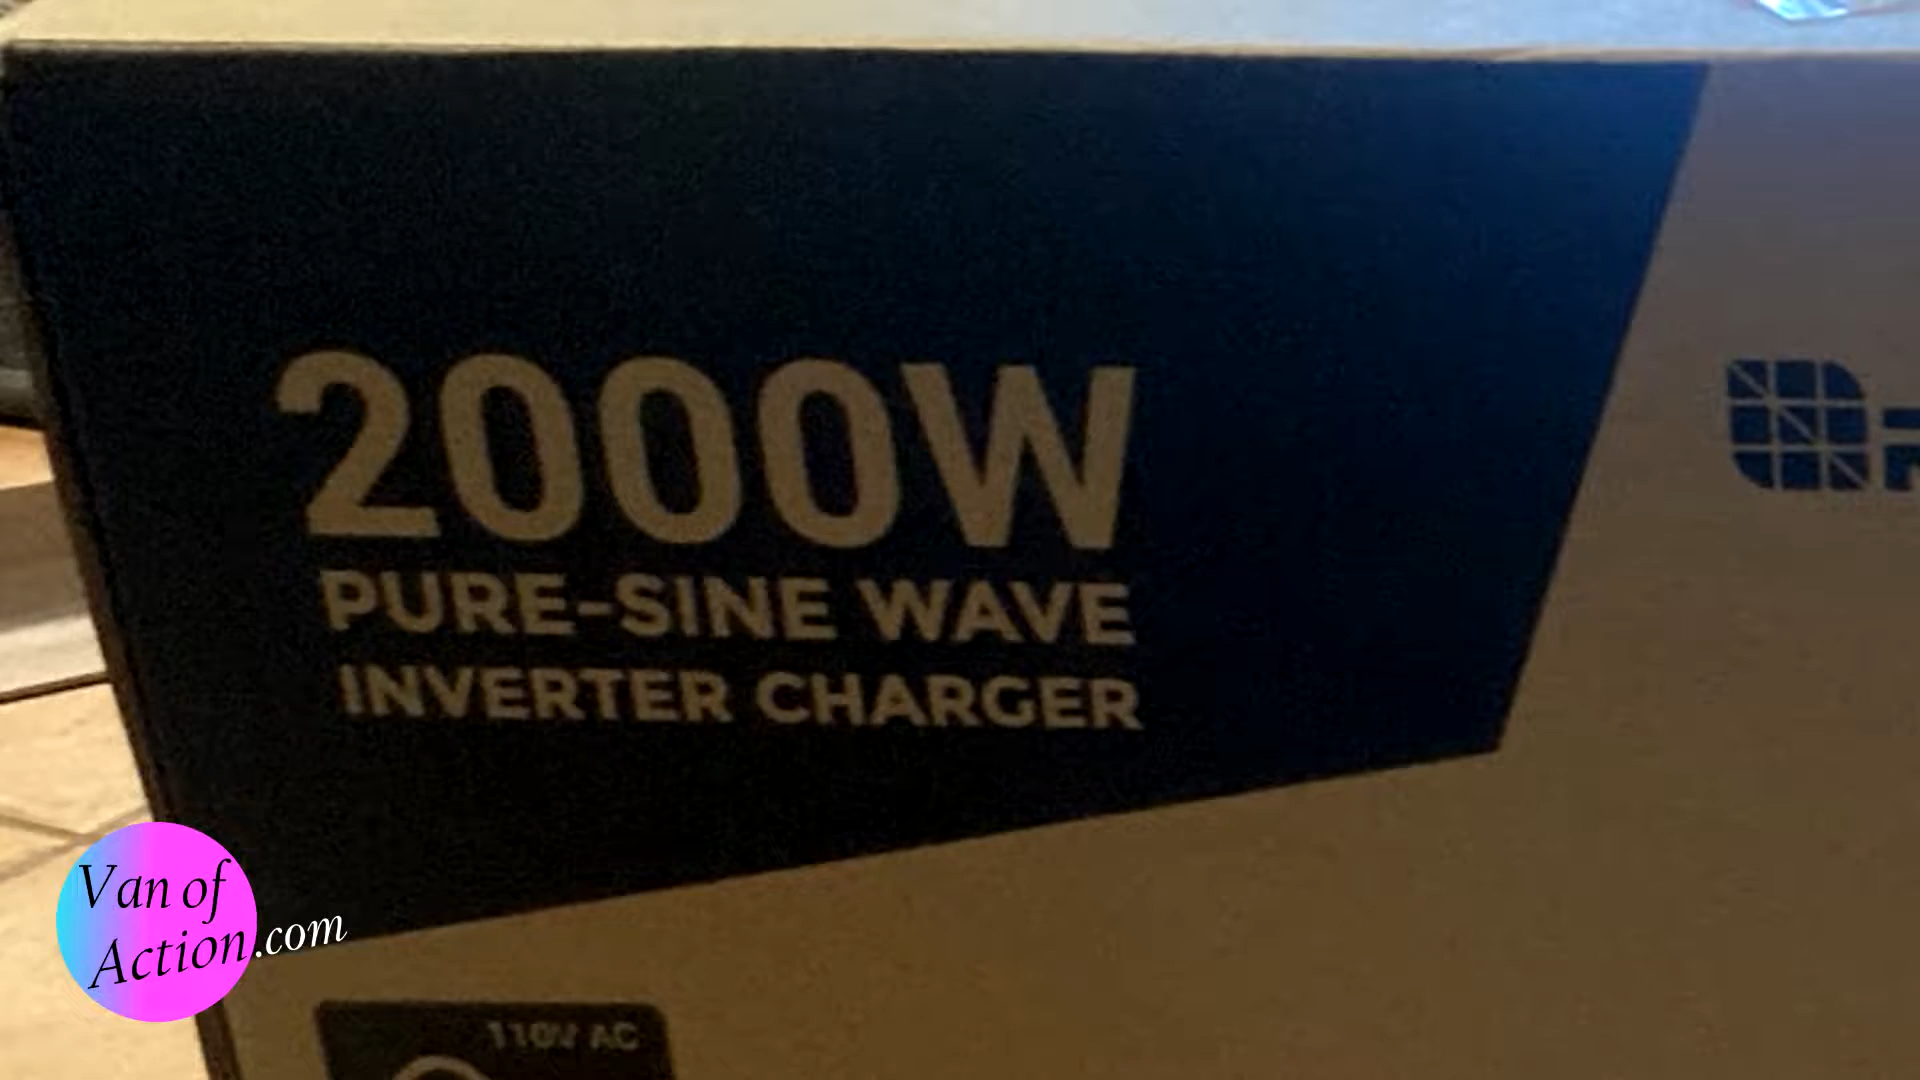 2000W
PURE-SINE WAVE
INVERTER CHARGER
110V AC
Van of
Action.com